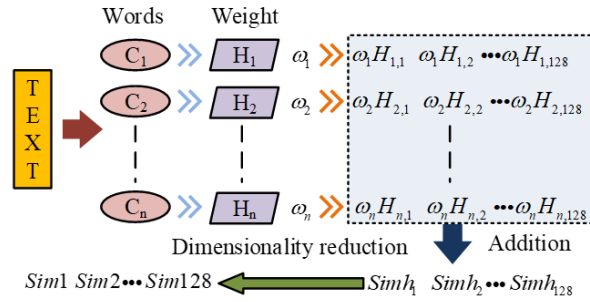 Words Weight
C₁ H₁ ω₁ ω₁H₁,₁ ω₁H₁,₂ •••ω₁H₁,₁₂₈
TEXT
C₂ H₂ ω₂ ω₂H₂,₁ ω₂H₂,₂ •••ω₂H₂,₁₂₈
Cₙ Hₙ ωₙ ωₙHₙ,₁ ωₙHₙ,₂ •••ωₙHₙ,₁₂₈
Dimensionality reduction Addition
Sim1 Sim2•••Sim128 Simh₁ Simh₂•••Simh₁₂₈